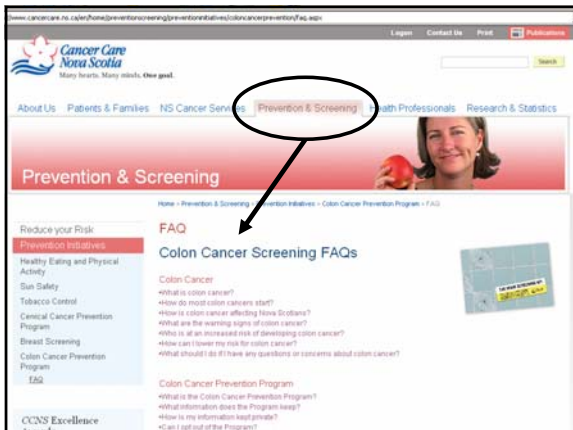 www.cancercare.ns.ca/en/home/preventionscreening/preventioninitiatives/coloncancerprevention/faq.aspx
Logon Contact Us Print Publications
Cancer Care
Nova Scotia
Many hearts. Many minds. One goal.
Search
About Us Patients & Families NS Cancer Services Prevention & Screening Health Professionals Research & Statistics
Prevention & Screening
Home > Prevention & Screening > Prevention Initiatives > Colon Cancer Prevention Program > FAQ
Reduce your Risk
Prevention Initiatives
Healthy Eating and Physical
Activity
Sun Safety
Tobacco Control
Cervical Cancer Prevention
Program
Breast Screening
Colon Cancer Prevention
Program
FAQ
CCNS Excellence
FAQ
Colon Cancer Screening FAQs
Colon Cancer
•What is colon cancer?
•How do most colon cancers start?
•How is colon cancer affecting Nova Scotians?
•What are the warning signs of colon cancer?
•Who is at an increased risk of developing colon cancer?
•How can I lower my risk for colon cancer?
•What should I do if I have any questions or concerns about colon cancer?
Colon Cancer Prevention Program
•What is the Colon Cancer Prevention Program?
•What information does the Program keep?
•How is my information kept private?
•Can I opt out of the Program?